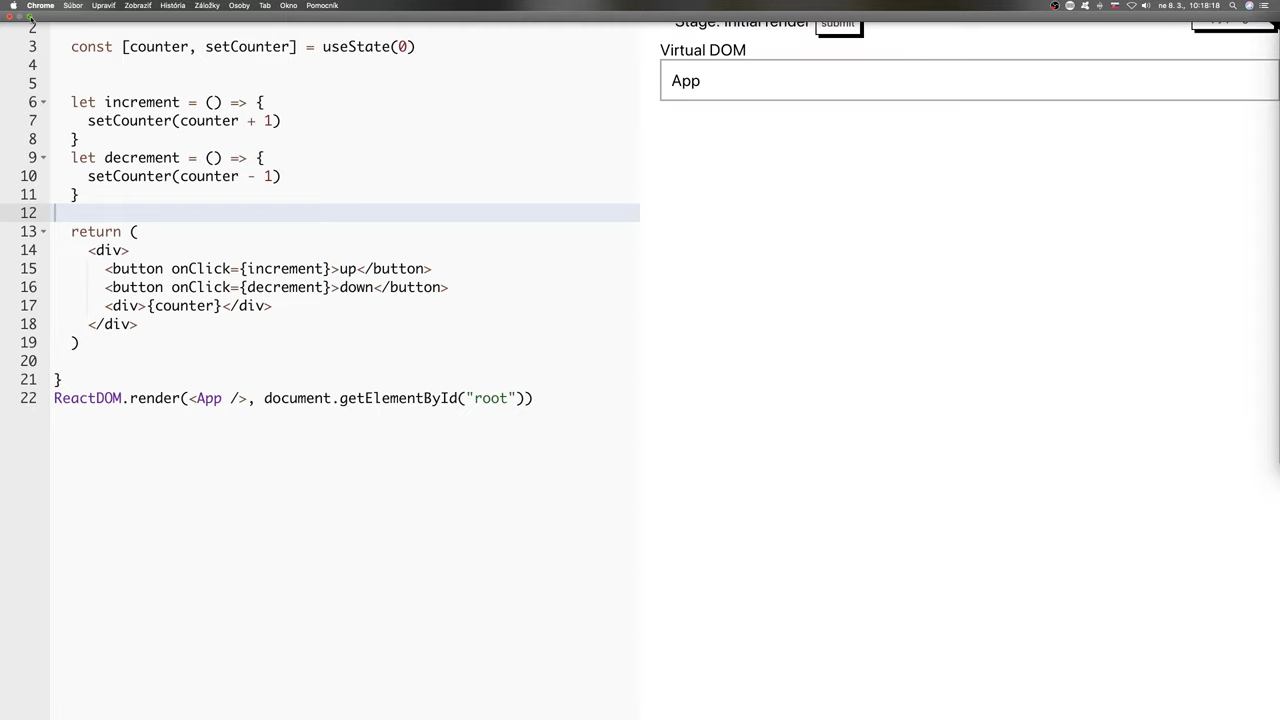 Chrome Súbor Upraviť Zobraziť História Záložky Osoby Tab Okno Pomocník ne 8. 3., 10:18:18
2
3 const [counter, setCounter] = useState(0)
4
5
6 let increment = () => {
7 setCounter(counter + 1)
8 }
9 let decrement = () => {
10 setCounter(counter - 1)
11 }
12
13 return (
14 <div>
15 <button onClick={increment}>up</button>
16 <button onClick={decrement}>down</button>
17 <div>{counter}</div>
18 </div>
19 )
20
21 }
22 ReactDOM.render(<App />, document.getElementById("root"))
Stage: initial render submit
Virtual DOM
App